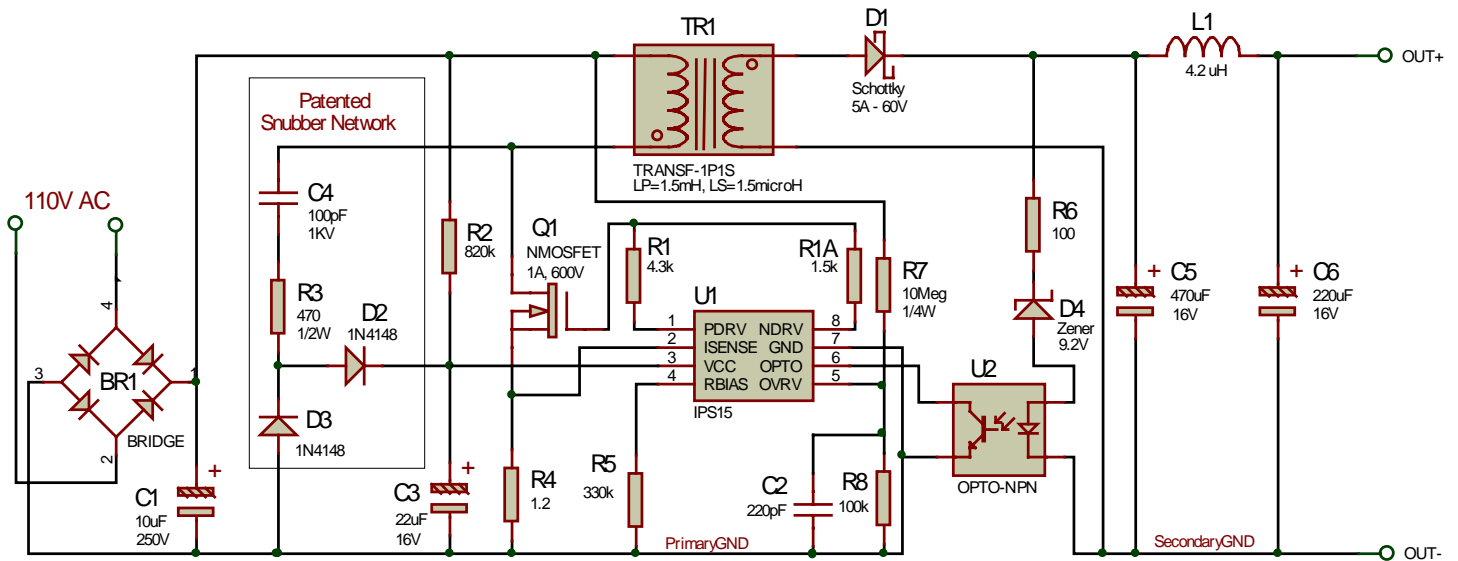 TR1
TRANSF-1P1S
LP=1.5mH, LS=1.5microH
D1
Schottky
5A - 60V
L1
4.2 uH
OUT+
Patented
Snubber Network
110V AC
C4
100pF
1KV
R3
470
1/2W
D2
1N4148
D3
1N4148
4
3
1
2
BR1
BRIDGE
C1
10uF
250V
+
R2
820k
C3
22uF
16V
+
Q1
NMOSFET
1A, 600V
R4
1.2
R1
4.3k
R1A
1.5k
R7
10Meg
1/4W
U1
1 PDRV NDRV 8
2 ISENSE GND 7
3 VCC OPTO 6
4 RBIAS OVRV 5
IPS15
R5
330k
C2
220pF
R8
100k
PrimaryGND
U2
OPTO-NPN
R6
100
D4
Zener
9.2V
+
C5
470uF
16V
+
C6
220uF
16V
SecondaryGND
OUT-